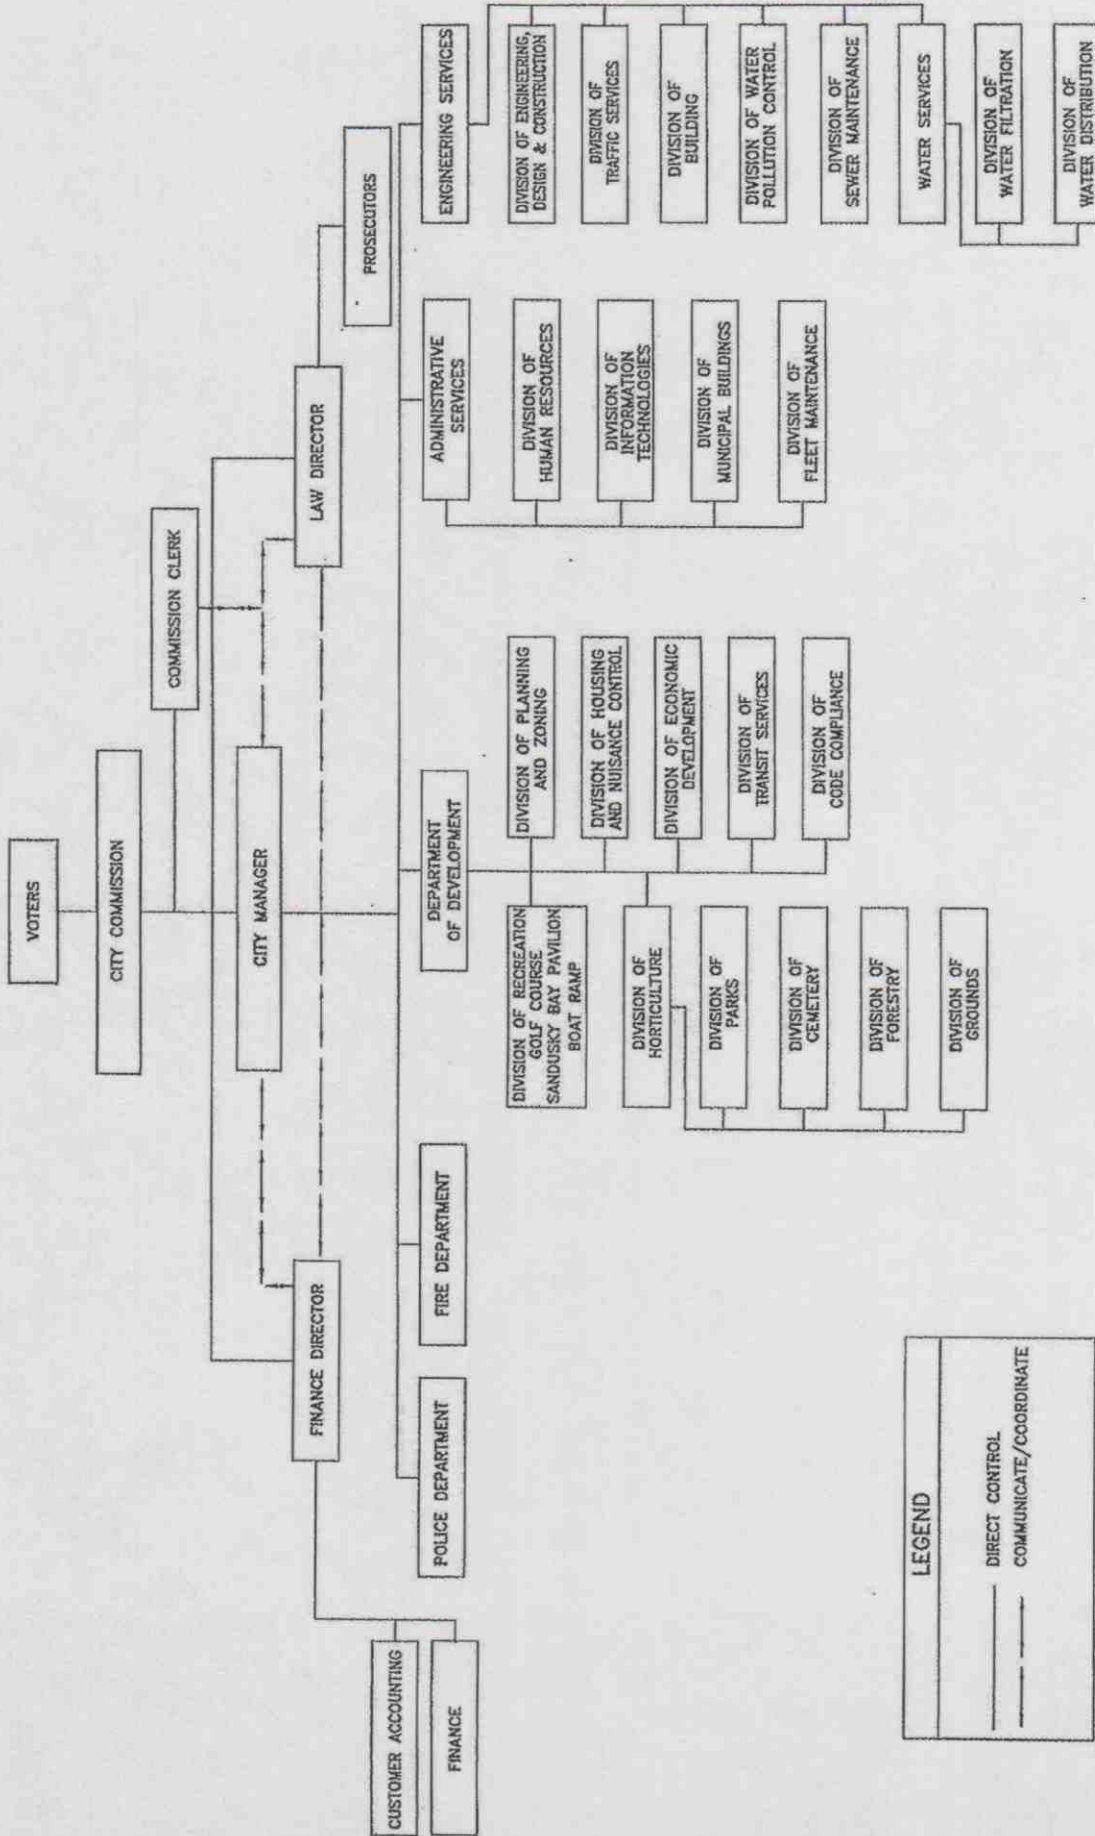 VOTERS
CITY COMMISSION
COMMISSION CLERK
CITY MANAGER
FINANCE DIRECTOR
LAW DIRECTOR
CUSTOMER ACCOUNTING
FINANCE
PROSECUTORS
POLICE DEPARTMENT
FIRE DEPARTMENT
DEPARTMENT
OF DEVELOPMENT
ADMINISTRATIVE
SERVICES
ENGINEERING SERVICES
DIVISION OF RECREATION
GOLF COURSE
SANDUSKY BAY PAVILION
BOAT RAMP
DIVISION OF
HORTICULTURE
DIVISION OF
PARKS
DIVISION OF
CEMETERY
DIVISION OF
FORESTRY
DIVISION OF
GROUNDS
DIVISION OF PLANNING
AND ZONING
DIVISION OF HOUSING
AND NUISANCE CONTROL
DIVISION OF ECONOMIC
DEVELOPMENT
DIVISION OF
TRANSIT SERVICES
DIVISION OF
CODE COMPLIANCE
DIVISION OF
HUMAN RESOURCES
DIVISION OF
INFORMATION
TECHNOLOGIES
DIVISION OF
MUNICIPAL BUILDINGS
DIVISION OF
FLEET MAINTENANCE
DIVISION OF ENGINEERING,
DESIGN & CONSTRUCTION
DIVISION OF
TRAFFIC SERVICES
DIVISION OF
BUILDING
DIVISION OF WATER
POLLUTION CONTROL
DIVISION OF
SEWER MAINTENANCE
WATER SERVICES
DIVISION OF
WATER FILTRATION
DIVISION OF
WATER DISTRIBUTION
LEGEND
DIRECT CONTROL
COMMUNICATE/COORDINATE